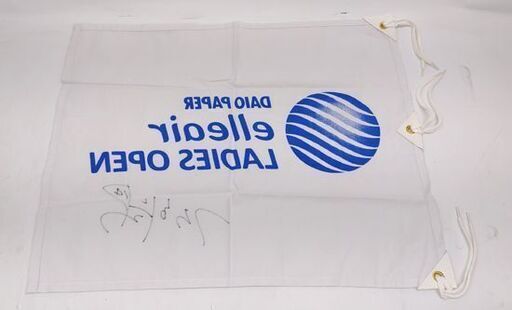 DAIO PAPER
elleair
LADIES OPEN